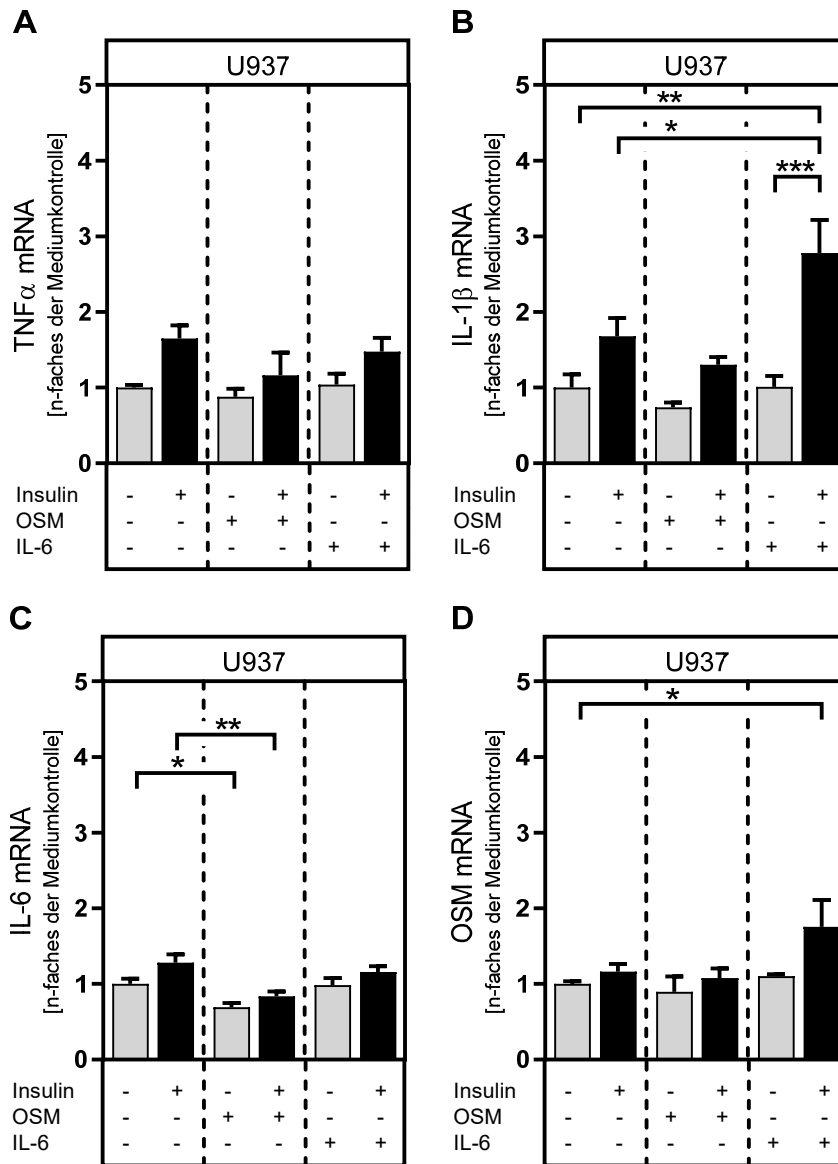 A
U937
TNFα mRNA
[n-faches der Mediumkontrolle]
5
4
3
2
1
0
Insulin - + - + - +
OSM - - + + - -
IL-6 - - - - + +
B
U937
IL-1β mRNA
[n-faches der Mediumkontrolle]
5
4
3
2
1
0
**
*
***
Insulin - + - + - +
OSM - - + + - -
IL-6 - - - - + +
C
U937
IL-6 mRNA
[n-faches der Mediumkontrolle]
5
4
3
2
1
0
**
*
Insulin - + - + - +
OSM - - + + - -
IL-6 - - - - + +
D
U937
OSM mRNA
[n-faches der Mediumkontrolle]
5
4
3
2
1
0
*
Insulin - + - + - +
OSM - - + + - -
IL-6 - - - - + +